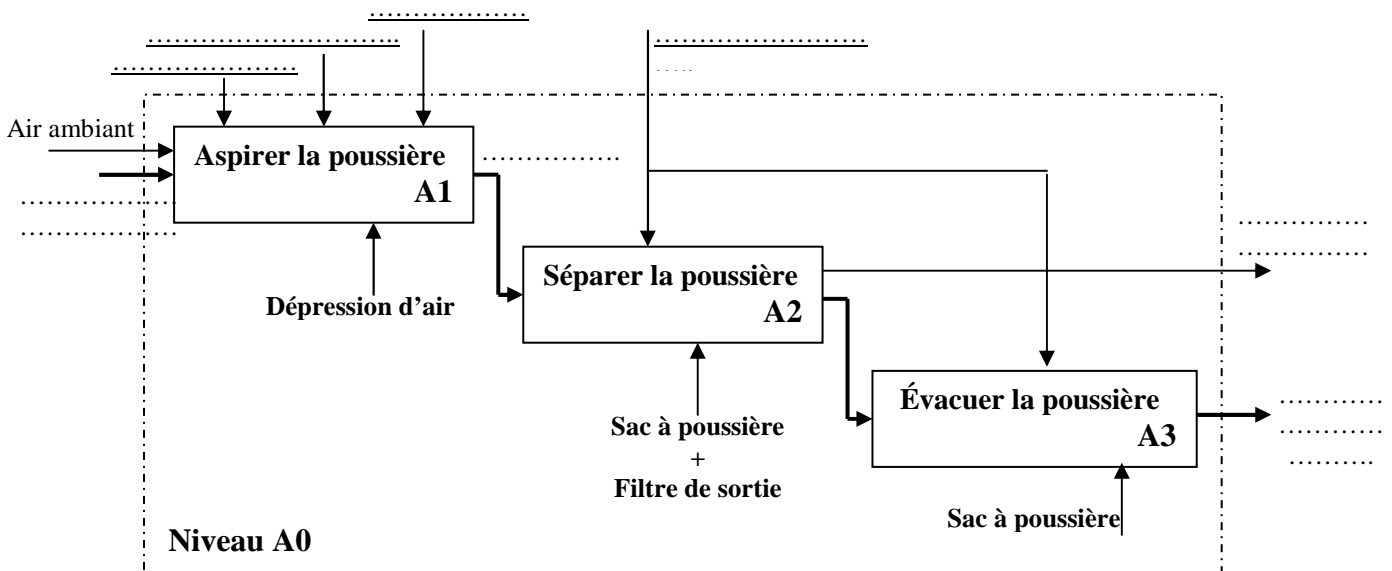 ………………
………………………..
…………………
…………………
…..
Air ambiant
Aspirer la poussière
A1
………………
………………
…………….
Dépression d’air
Séparer la poussière
A2
………………
……………
Sac à poussière
+
Filtre de sortie
Évacuer la poussière
A3
……………
……………
……….
Sac à poussière
Niveau A0